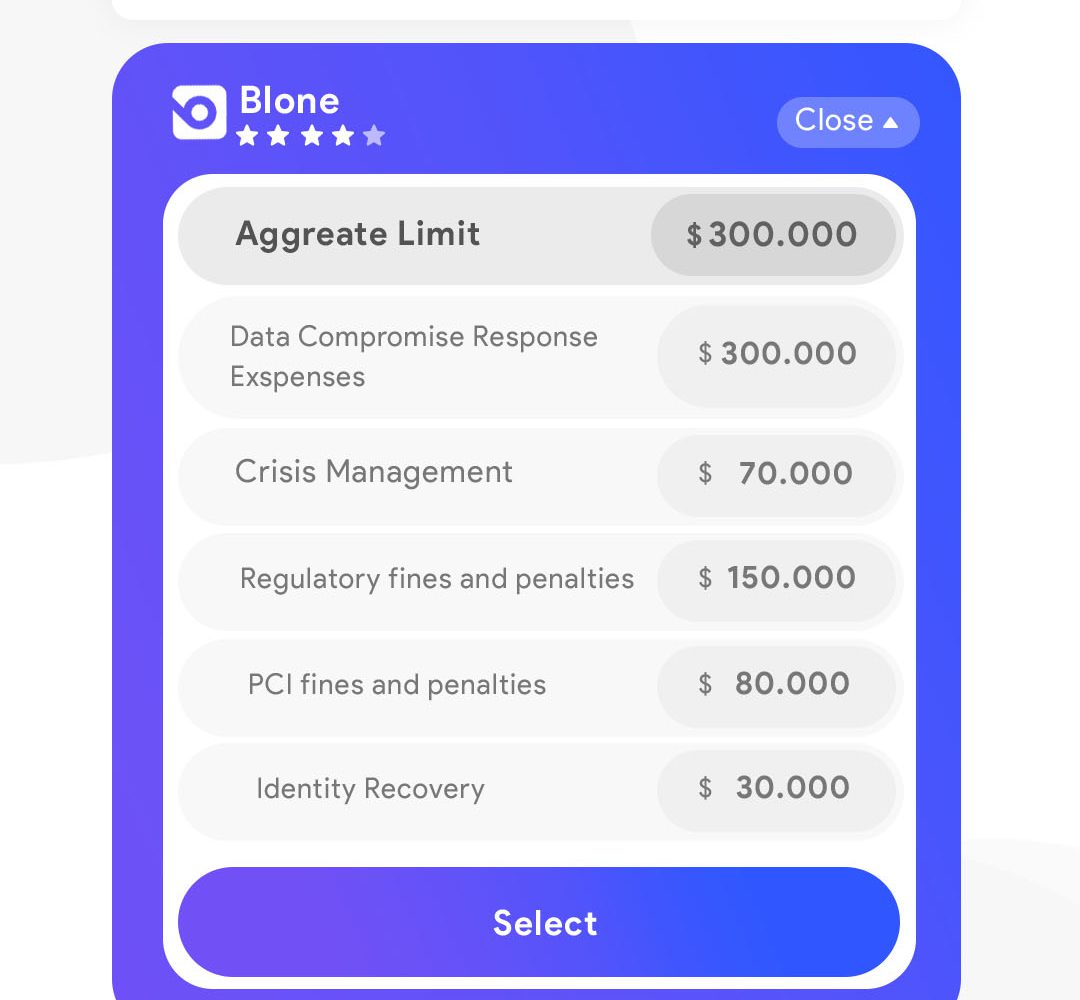 Blone
Close
Aggreate Limit
$ 300.000
Data Compromise Response
Exspenses
$ 300.000
Crisis Management
$ 70.000
Regulatory fines and penalties
$ 150.000
PCI fines and penalties
$ 80.000
Identity Recovery
$ 30.000
Select